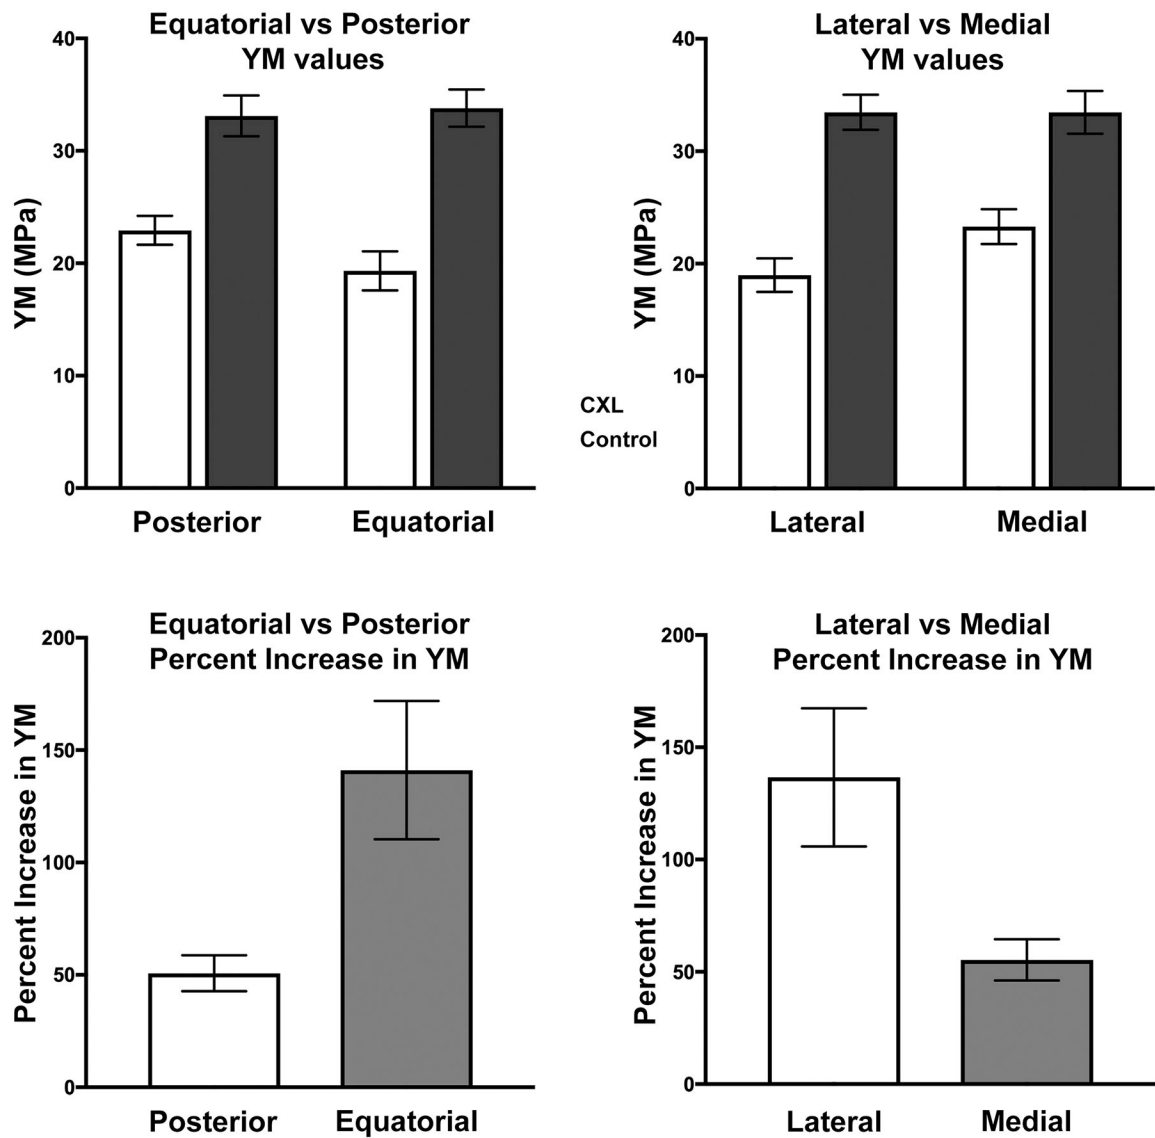 Equatorial vs Posterior
YM values
YM (MPa)
40
30
20
10
0
Posterior Equatorial
CXL
Control
Lateral vs Medial
YM values
YM (MPa)
40
30
20
10
0
Lateral Medial
Equatorial vs Posterior
Percent Increase in YM
Percent Increase in YM
200
150
100
50
0
Posterior Equatorial
Lateral vs Medial
Percent Increase in YM
Percent Increase in YM
200
150
100
50
0
Lateral Medial